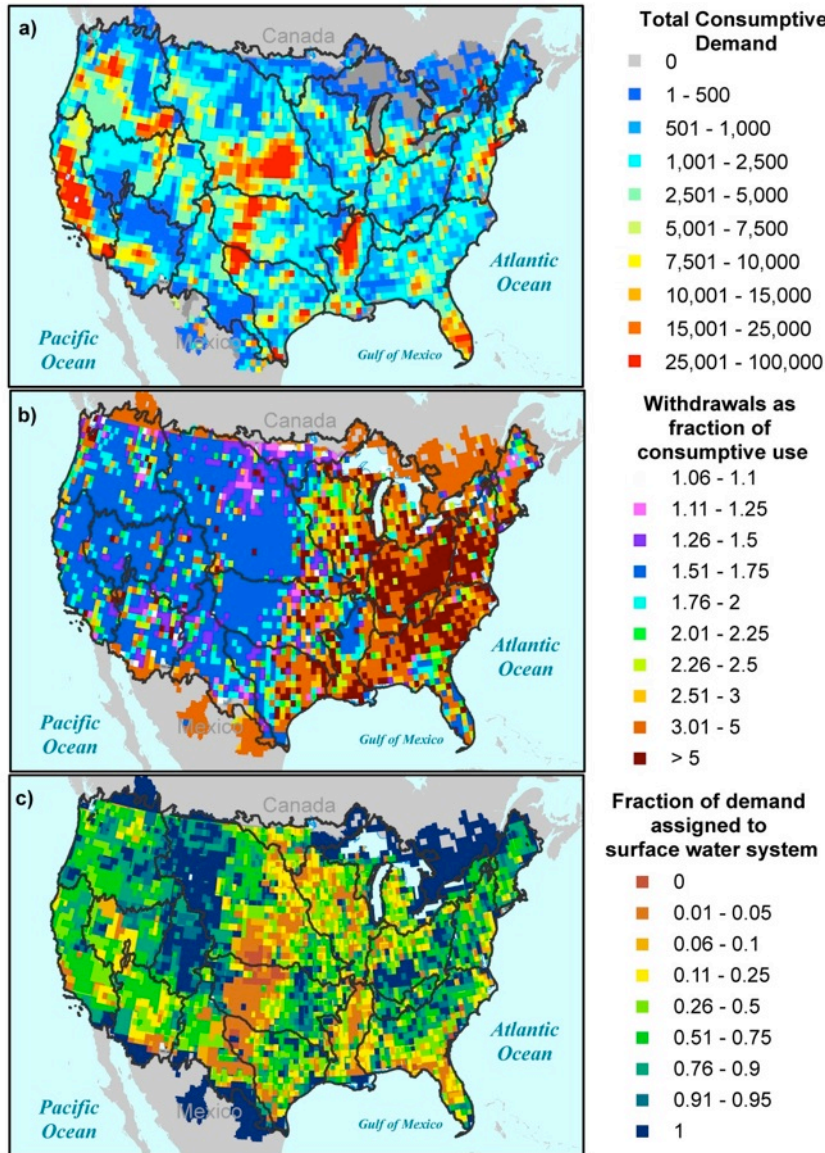 a)
Canada
Atlantic
Ocean
Pacific
Ocean
Mexico
Gulf of Mexico
Total Consumptive
Demand
0
1 - 500
501 - 1,000
1,001 - 2,500
2,501 - 5,000
5,001 - 7,500
7,501 - 10,000
10,001 - 15,000
15,001 - 25,000
25,001 - 100,000
b)
Canada
Atlantic
Ocean
Pacific
Ocean
Mexico
Gulf of Mexico
Withdrawals as
fraction of
consumptive use
1.06 - 1.1
1.11 - 1.25
1.26 - 1.5
1.51 - 1.75
1.76 - 2
2.01 - 2.25
2.26 - 2.5
2.51 - 3
3.01 - 5
> 5
c)
Canada
Atlantic
Ocean
Pacific
Ocean
Mexico
Gulf of Mexico
Fraction of demand
assigned to
surface water system
0
0.01 - 0.05
0.06 - 0.1
0.11 - 0.25
0.26 - 0.5
0.51 - 0.75
0.76 - 0.9
0.91 - 0.95
1